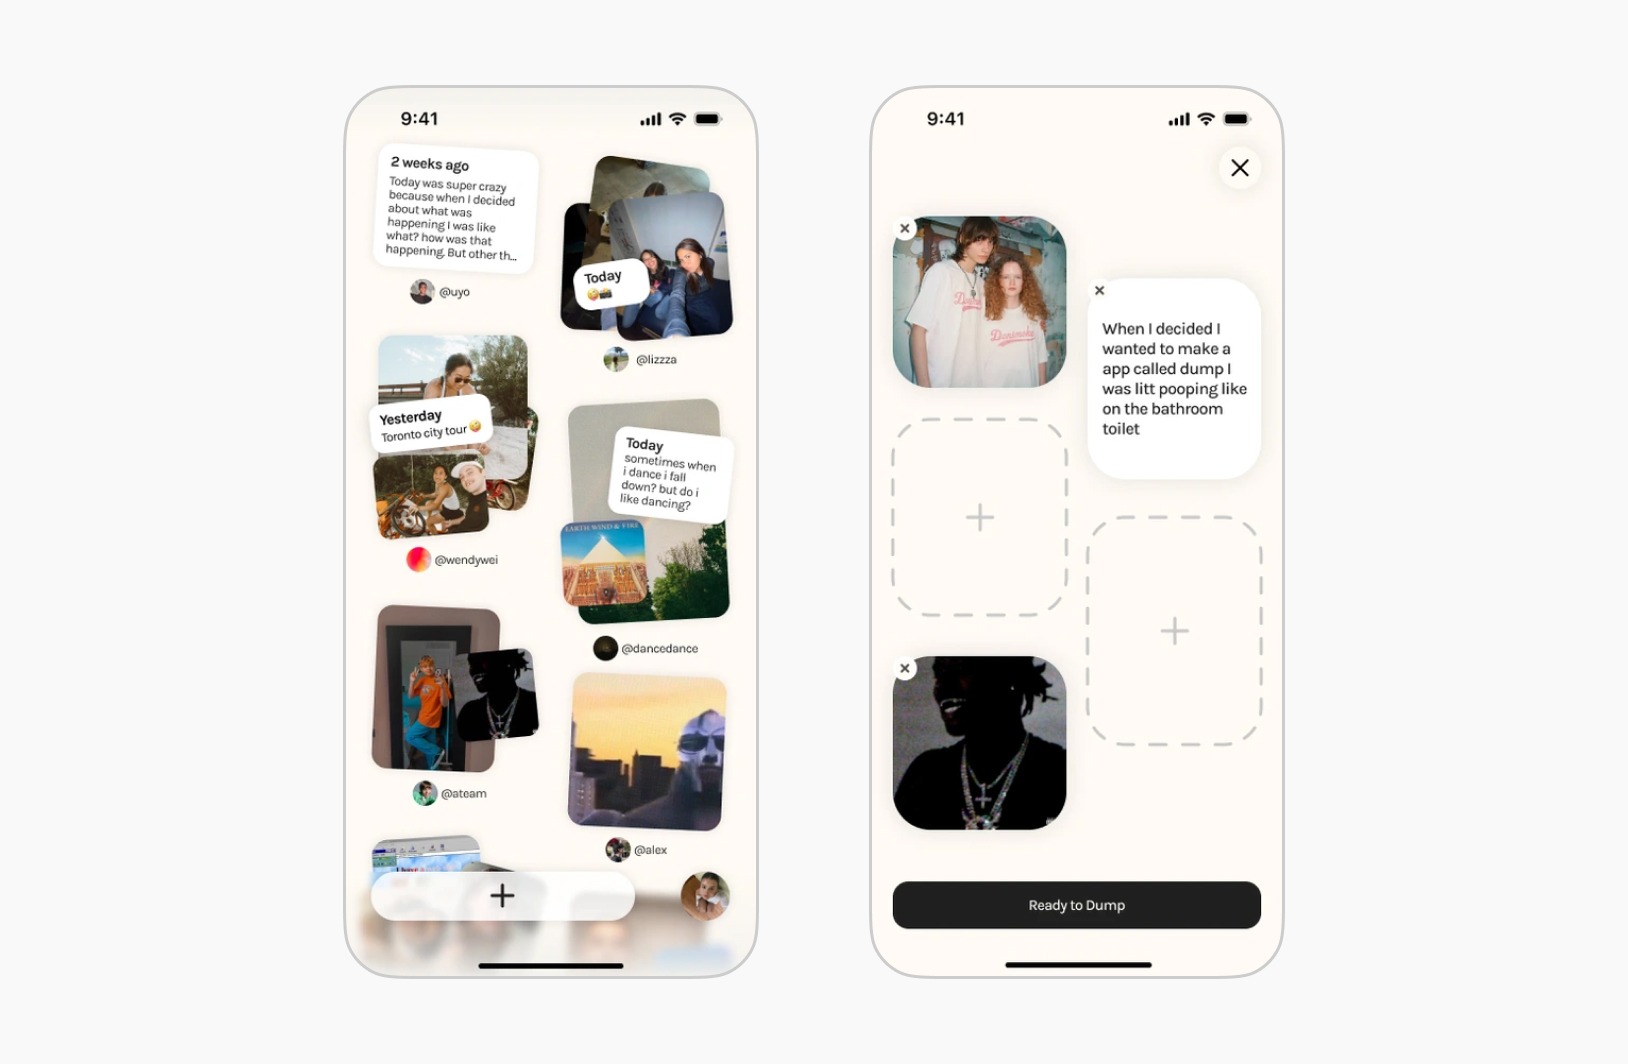 9:41
2 weeks ago
Today was super crazy
because when I decided
about what was
happening I was like
what? how was that
happening. But other th...
@uyo
Today
🤪📸
@lizzza
Yesterday
Toronto city tour 🤪
@wendywei
Today
sometimes when
i dance i fall
down? but do i
like dancing?
EARTH WIND & FIRE
@dancedance
@ateam
@alex
I have a
9:41
Dansmoke
Dansmoke
When I decided I
wanted to make a
app called dump I
was litt pooping like
on the bathroom
toilet
Ready to Dump